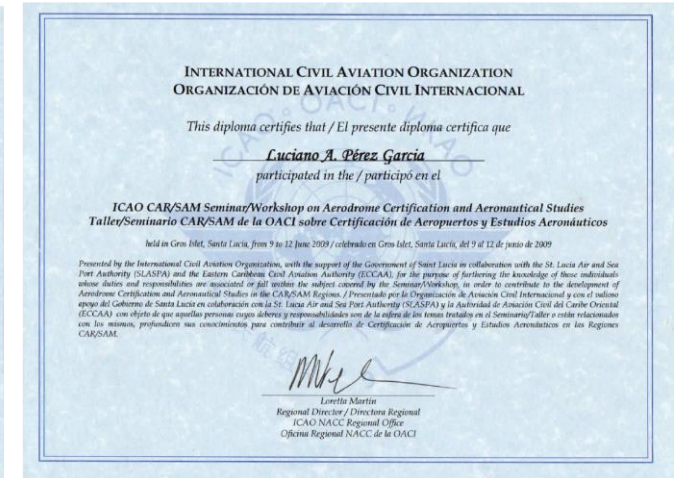 INTERNATIONAL CIVIL AVIATION ORGANIZATION
ORGANIZACIÓN DE AVIACIÓN CIVIL INTERNACIONAL
This diploma certifies that / El presente diploma certifica que
Luciano A. Pérez Garcia
participated in the / participó en el
ICAO CAR/SAM Seminar/Workshop on Aerodrome Certification and Aeronautical Studies
Taller/Seminario CAR/SAM de la OACI sobre Certificación de Aeropuertos y Estudios Aeronáuticos
held in Gros Islet, Santa Lucia, from 9 to 12 June 2009 / celebrado en Gros Islet, Santa Lucía, del 9 al 12 de junio de 2009
Presented by the International Civil Aviation Organization, with the support of the Government of Saint Lucia in collaboration with the St. Lucia Air and Sea
Port Authority (SLASPA) and the Eastern Caribbean Civil Aviation Authority (ECCAA), for the purpose of furthering the knowledge of those individuals
whose duties and responsibilities are associated or fall within the subject covered by the Seminar/Workshop, in order to contribute to the development of
Aerodrome Certification and Aeronautical Studies in the CAR/SAM Regions. / Presentado por la Organización de Aviación Civil Internacional y con el valioso
apoyo del Gobierno de Santa Lucía en colaboración con la St. Lucia Air and Sea Port Authority (SLASPA) y la Autoridad de Aviación Civil del Caribe Oriental
(ECCAA) con objeto de que aquellas personas cuyos deberes y responsabilidades son de la esfera de los temas tratados en el Seminario/Taller o están relacionados
con los mismos, profundicen sus conocimientos para contribuir al desarrollo de Certificación de Aeropuertos y Estudios Aeronáuticos en las Regiones
CAR/SAM.
Loretta Martin
Regional Director / Directora Regional
ICAO NACC Regional Office
Oficina Regional NACC de la OACI
ICAO OACI ИКАО